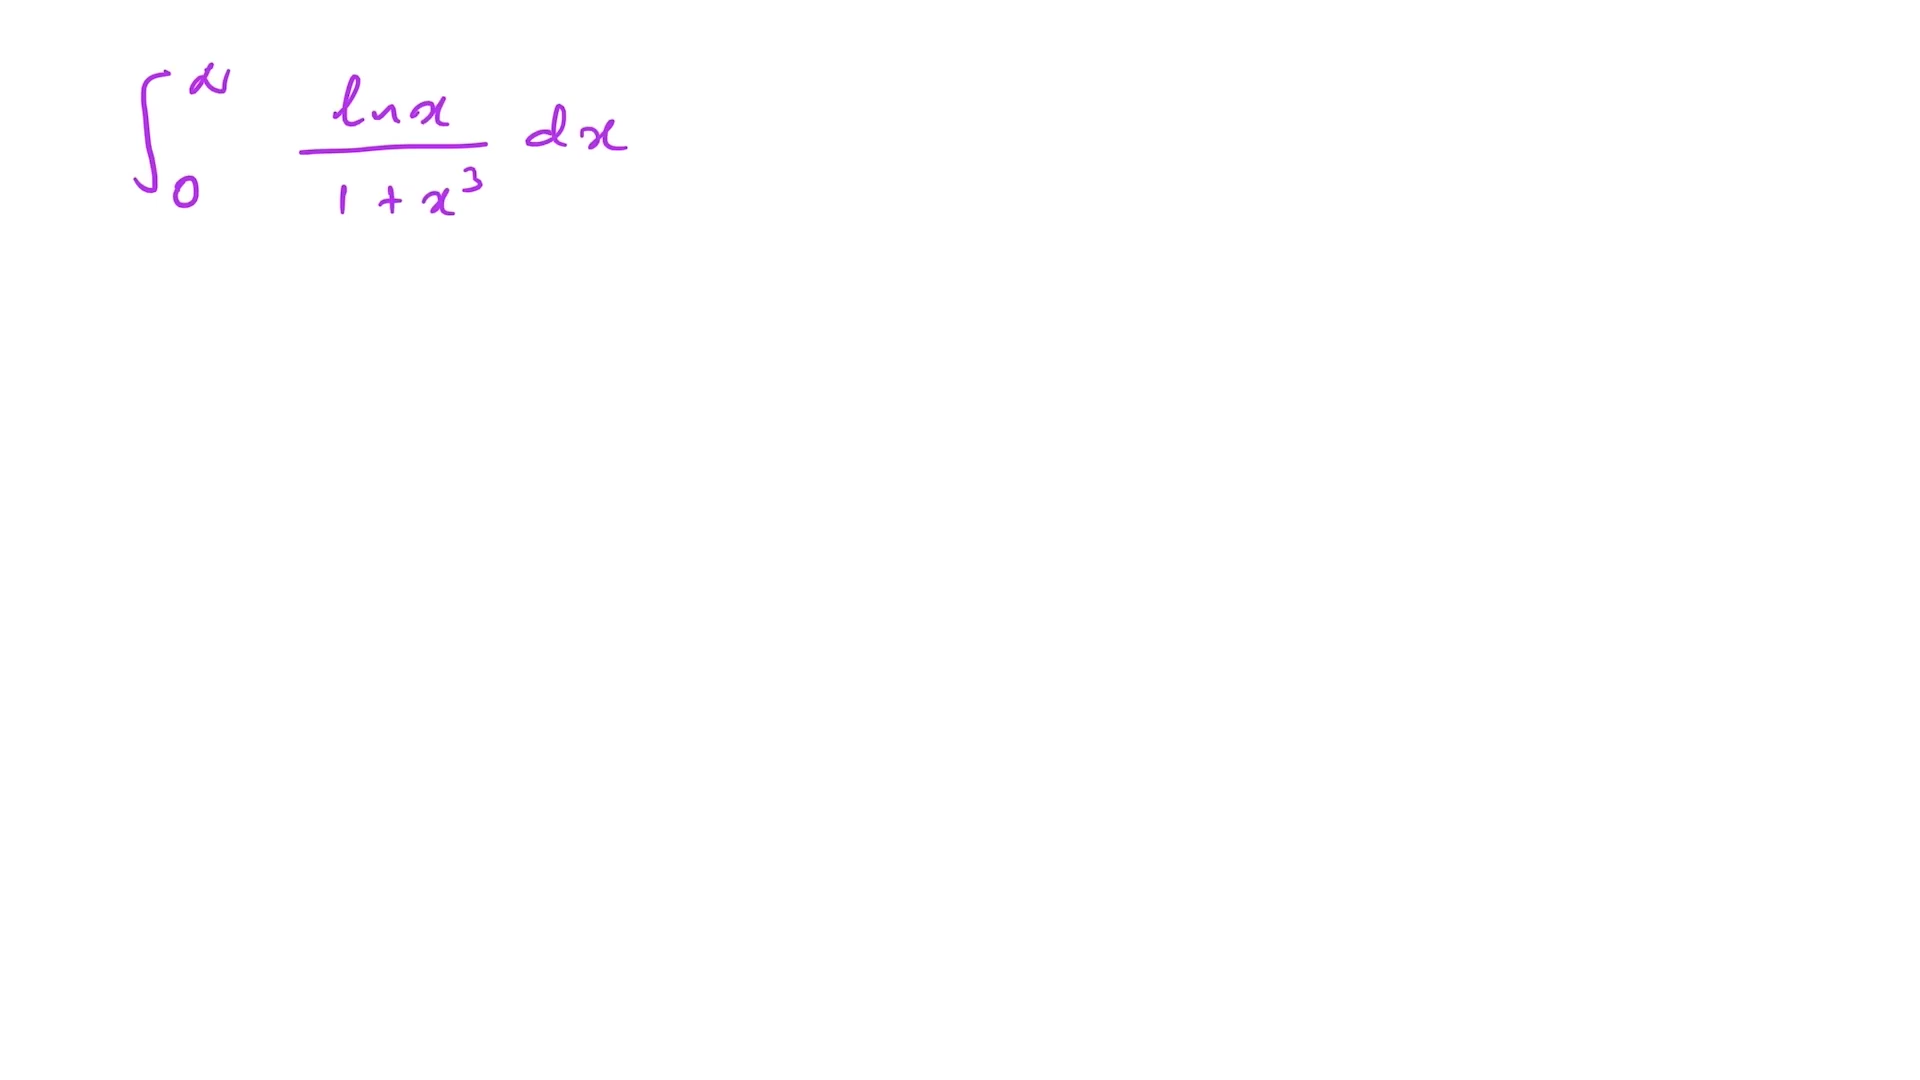 ∫₀^∞ (ln x)/(1 + x³) dx